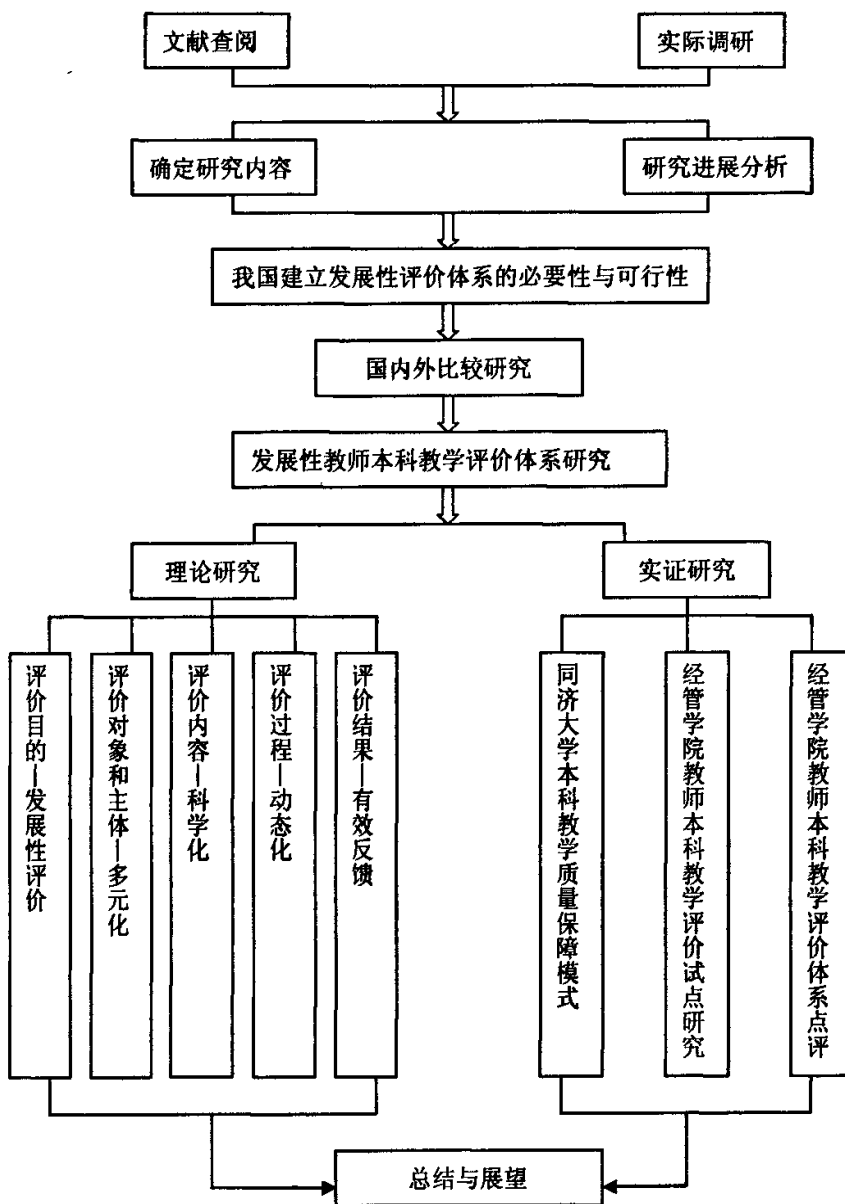 文献查阅
实际调研
确定研究内容
研究进展分析
我国建立发展性评价体系的必要性与可行性
国内外比较研究
发展性教师本科教学评价体系研究
理论研究
实证研究
评价目的—发展性评价
评价对象和主体—多元化
评价内容—科学化
评价过程—动态化
评价结果—有效反馈
同济大学本科教学质量保障模式
经管学院教师本科教学评价试点研究
经管学院教师本科教学评价体系点评
总结与展望